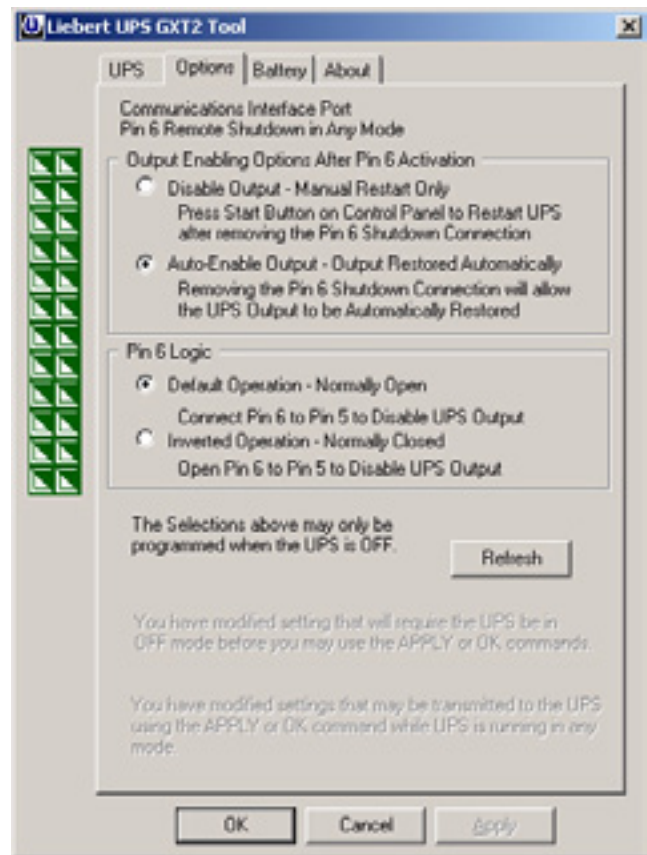 Liebert UPS GXT2 Tool
UPS Options Battery About
Communications Interface Port
Pin 6 Remote Shutdown in Any Mode
Output Enabling Options After Pin 6 Activation
Disable Output - Manual Restart Only
Press Start Button on Control Panel to Restart UPS
after removing the Pin 6 Shutdown Connection
Auto-Enable Output - Output Restored Automatically
Removing the Pin 6 Shutdown Connection will allow
the UPS Output to be Automatically Restored
Pin 6 Logic
Default Operation - Normally Open
Connect Pin 6 to Pin 5 to Disable UPS Output
Inverted Operation - Normally Closed
Open Pin 6 to Pin 5 to Disable UPS Output
The Selections above may only be
programmed when the UPS is OFF.
Refresh
You have modified setting that will require the UPS be in
OFF mode before you may use the APPLY or OK commands.
You have modified settings that may be transmitted to the UPS
using the APPLY or OK command while UPS is running in any
mode.
OK Cancel Apply